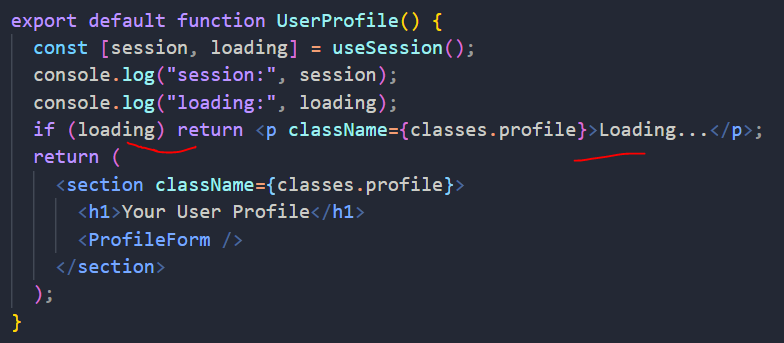 export default function UserProfile() {
const [session, loading] = useSession();
console.log("session:", session);
console.log("loading:", loading);
if (loading) return <p className={classes.profile}>Loading...</p>;
return (
<section className={classes.profile}>
<h1>Your User Profile</h1>
<ProfileForm />
</section>
);
}